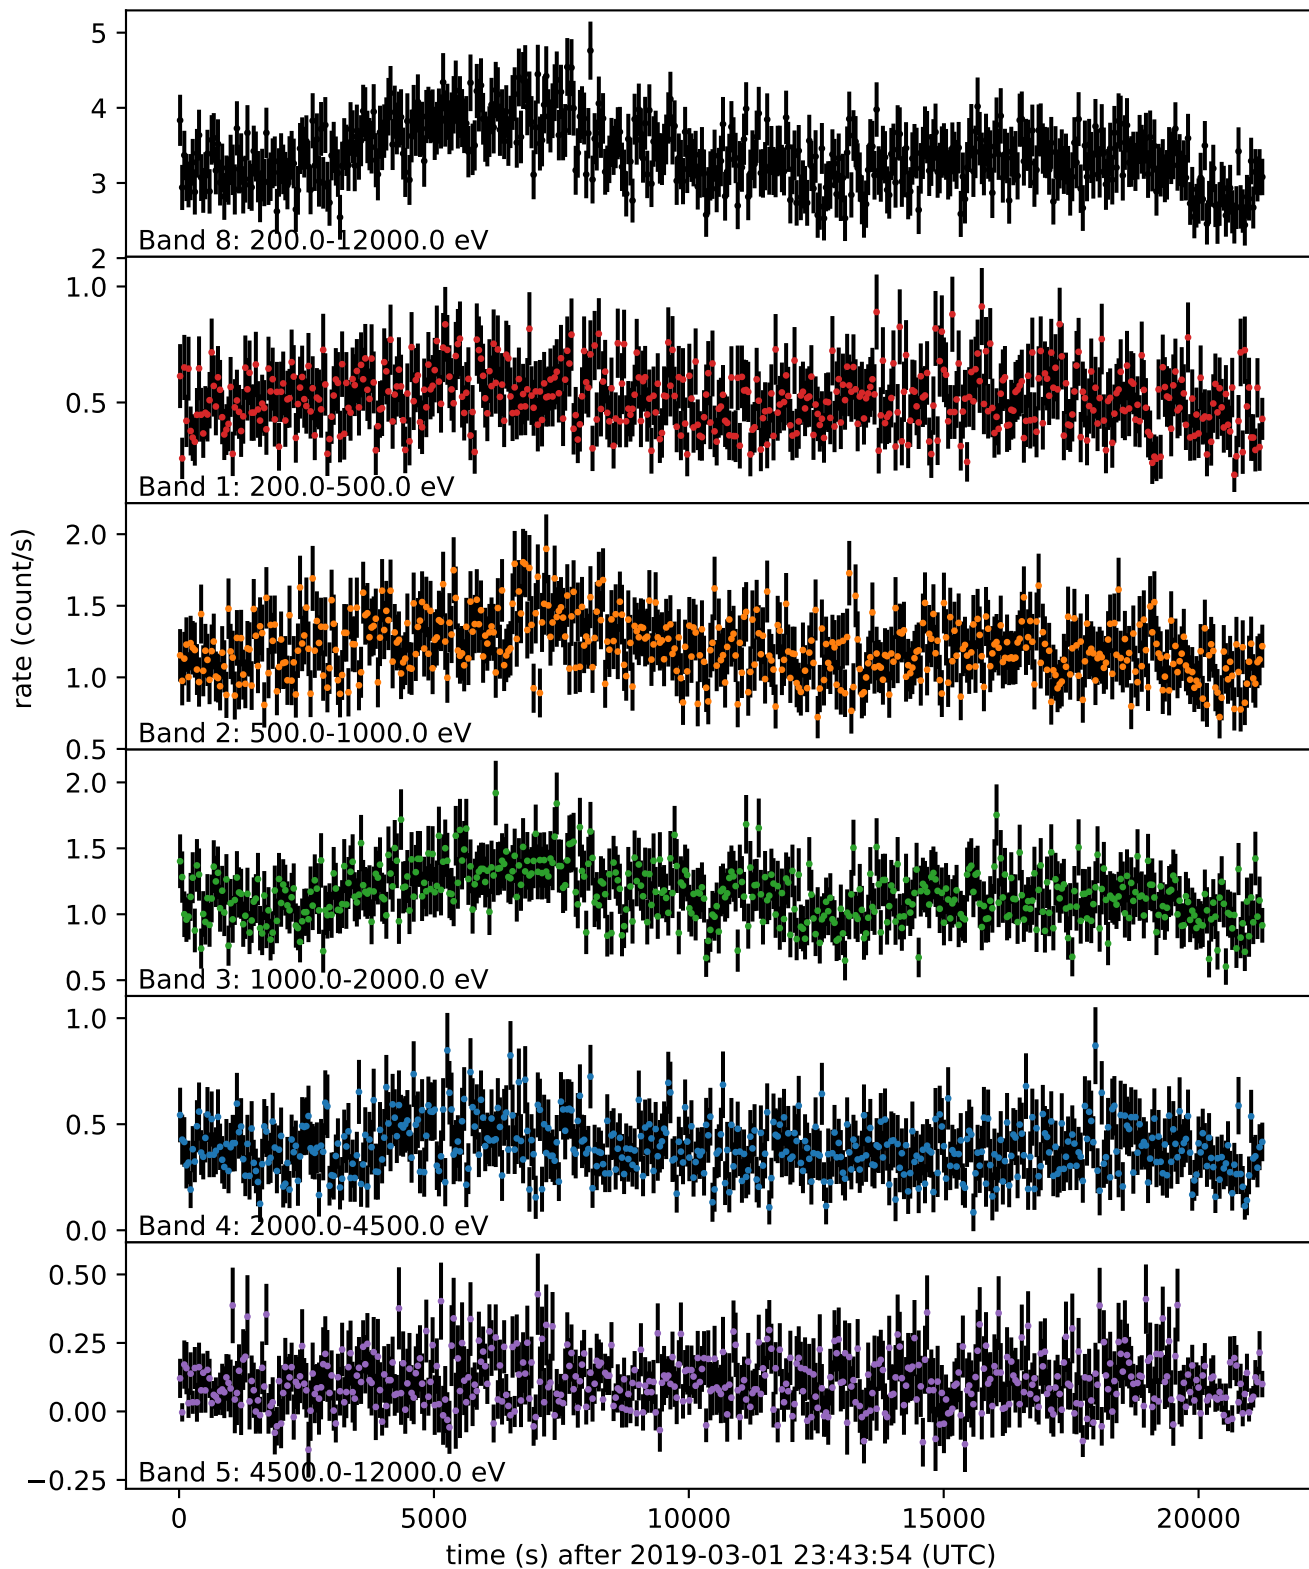 5
4
3
2
Band 8: 200.0-12000.0 eV
1.0
0.5
Band 1: 200.0-500.0 eV
2.0
1.5
1.0
0.5
Band 2: 500.0-1000.0 eV
rate (count/s)
2.0
1.5
1.0
0.5
Band 3: 1000.0-2000.0 eV
1.0
0.5
0.0
Band 4: 2000.0-4500.0 eV
0.50
0.25
0.00
−0.25
Band 5: 4500.0-12000.0 eV
0 5000 10000 15000 20000
time (s) after 2019-03-01 23:43:54 (UTC)